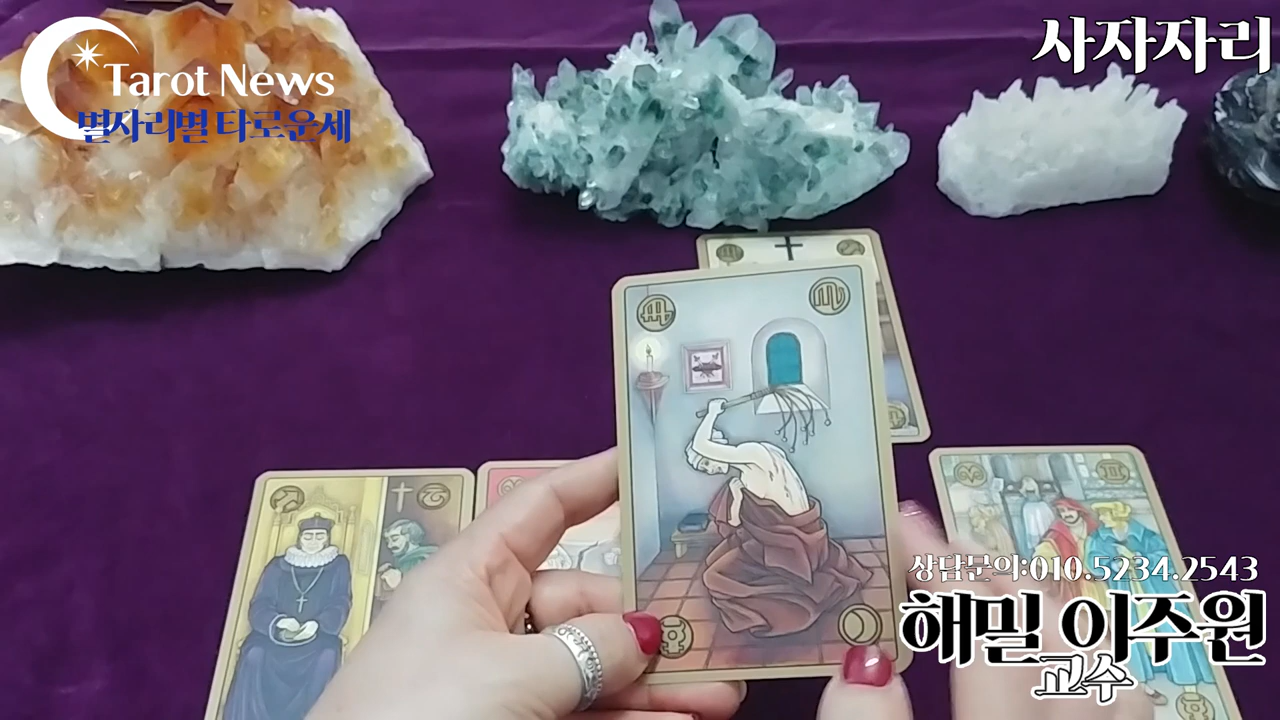 Tarot News
별자리별 타로운세
사자자리
상담문의:010.5234.2543
해밀 이주원
교수